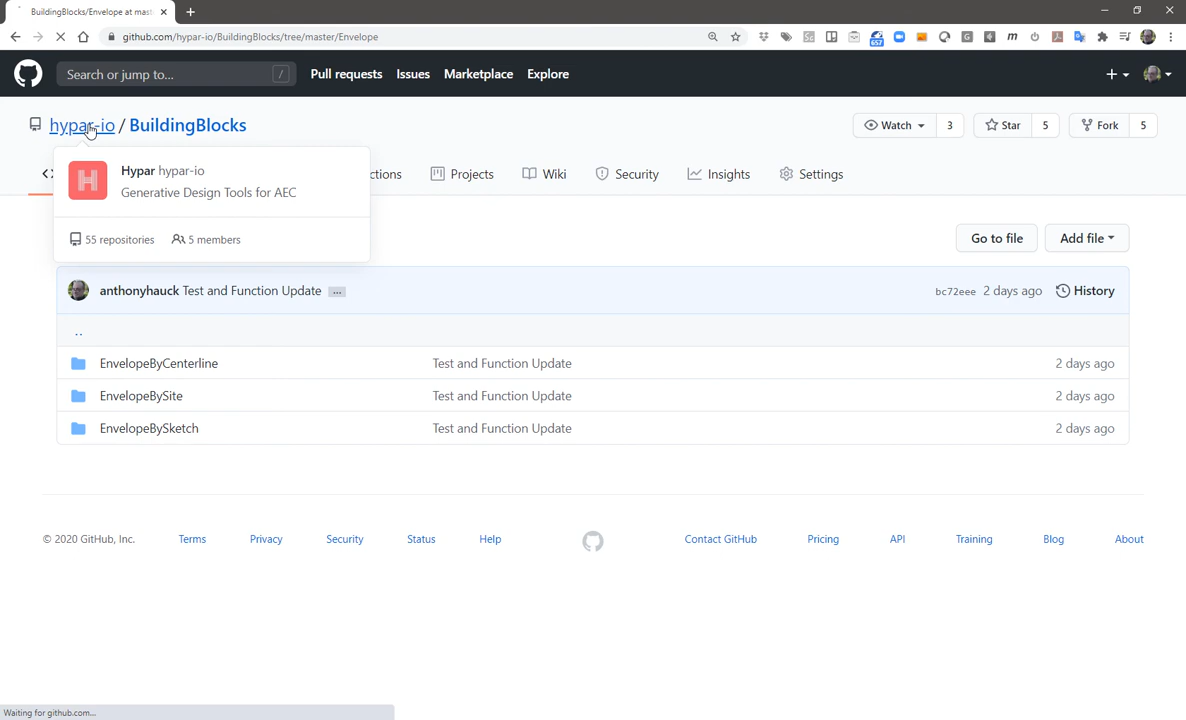 BuildingBlocks/Envelope at mast
github.com/hypar-io/BuildingBlocks/tree/master/Envelope
657
Search or jump to...
/
Pull requests Issues Marketplace Explore
hypar-io / BuildingBlocks
Watch 3 Star 5 Fork 5
Hypar hypar-io
Generative Design Tools for AEC
55 repositories 5 members
ctions Projects Wiki Security Insights Settings
Go to file Add file
anthonyhauck Test and Function Update ... bc72eee 2 days ago History
..
EnvelopeByCenterline Test and Function Update 2 days ago
EnvelopeBySite Test and Function Update 2 days ago
EnvelopeBySketch Test and Function Update 2 days ago
© 2020 GitHub, Inc. Terms Privacy Security Status Help Contact GitHub Pricing API Training Blog About
Waiting for github.com...